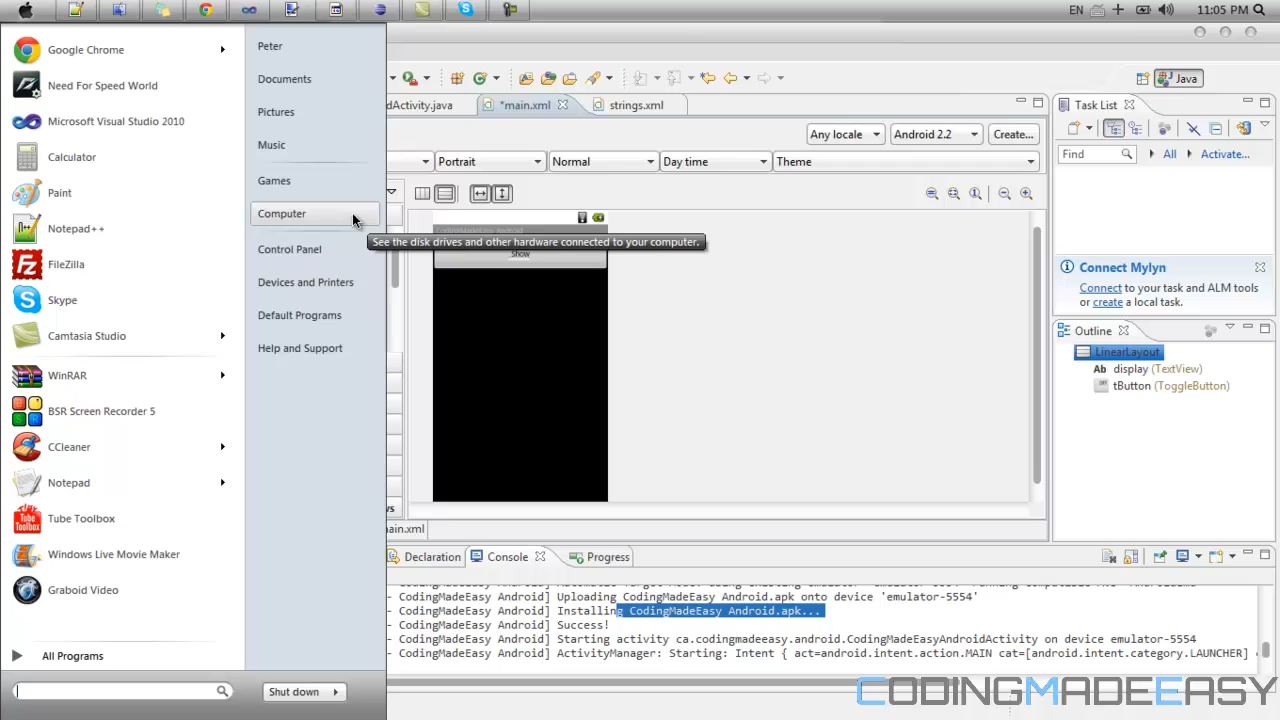 EN
11:05 PM
Google Chrome
Need For Speed World
Microsoft Visual Studio 2010
Calculator
Paint
Notepad++
FileZilla
Skype
Camtasia Studio
WinRAR
BSR Screen Recorder 5
CCleaner
Notepad
Tube Toolbox
Windows Live Movie Maker
Graboid Video
All Programs
Peter
Documents
Pictures
Music
Games
Computer
Control Panel
Devices and Printers
Default Programs
Help and Support
Shut down
See the disk drives and other hardware connected to your computer.
Java
dActivity.java
*main.xml
strings.xml
Any locale
Android 2.2
Create...
Portrait
Normal
Day time
Theme
CodingMadeEasy Android
Show
ain.xml
Task List
Find
All
Activate...
Connect Mylyn
Connect to your task and ALM tools
or create a local task.
Outline
LinearLayout
Ab display (TextView)
tButton (ToggleButton)
Declaration
Console
Progress
- CodingMadeEasy Android] Uploading CodingMadeEasy Android.apk onto device 'emulator-5554'
- CodingMadeEasy Android] Installing CodingMadeEasy Android.apk...
- CodingMadeEasy Android] Success!
- CodingMadeEasy Android] Starting activity ca.codingmadeeasy.android.CodingMadeEasyAndroidActivity on device emulator-5554
- CodingMadeEasy Android] ActivityManager: Starting: Intent { act=android.intent.action.MAIN cat=[android.intent.category.LAUNCHER]
CODINGMADEEASY